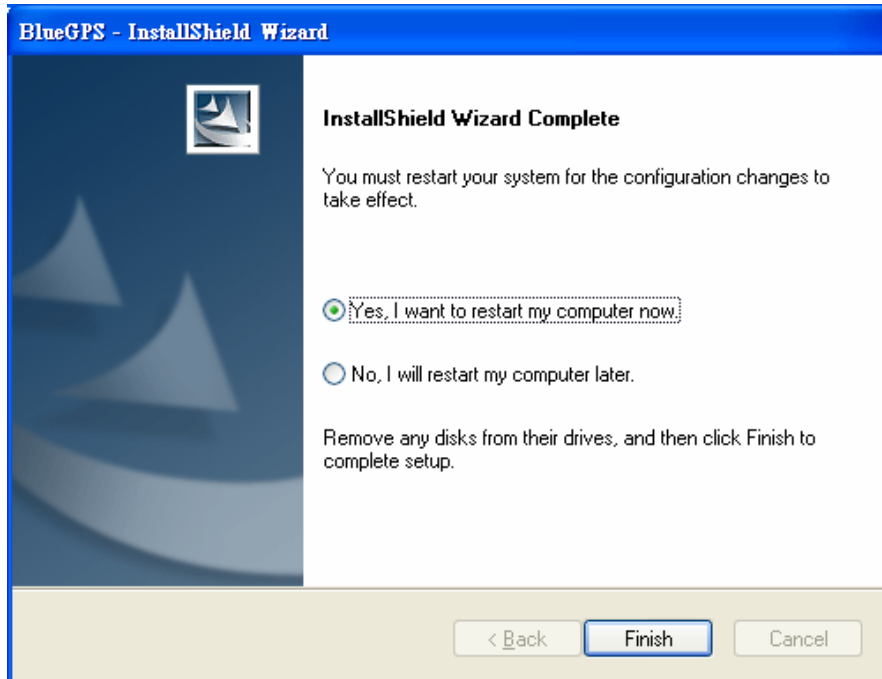 BlueGPS - InstallShield Wizard
InstallShield Wizard Complete
You must restart your system for the configuration changes to
take effect.
Yes, I want to restart my computer now.
No, I will restart my computer later.
Remove any disks from their drives, and then click Finish to
complete setup.
< Back
Finish
Cancel